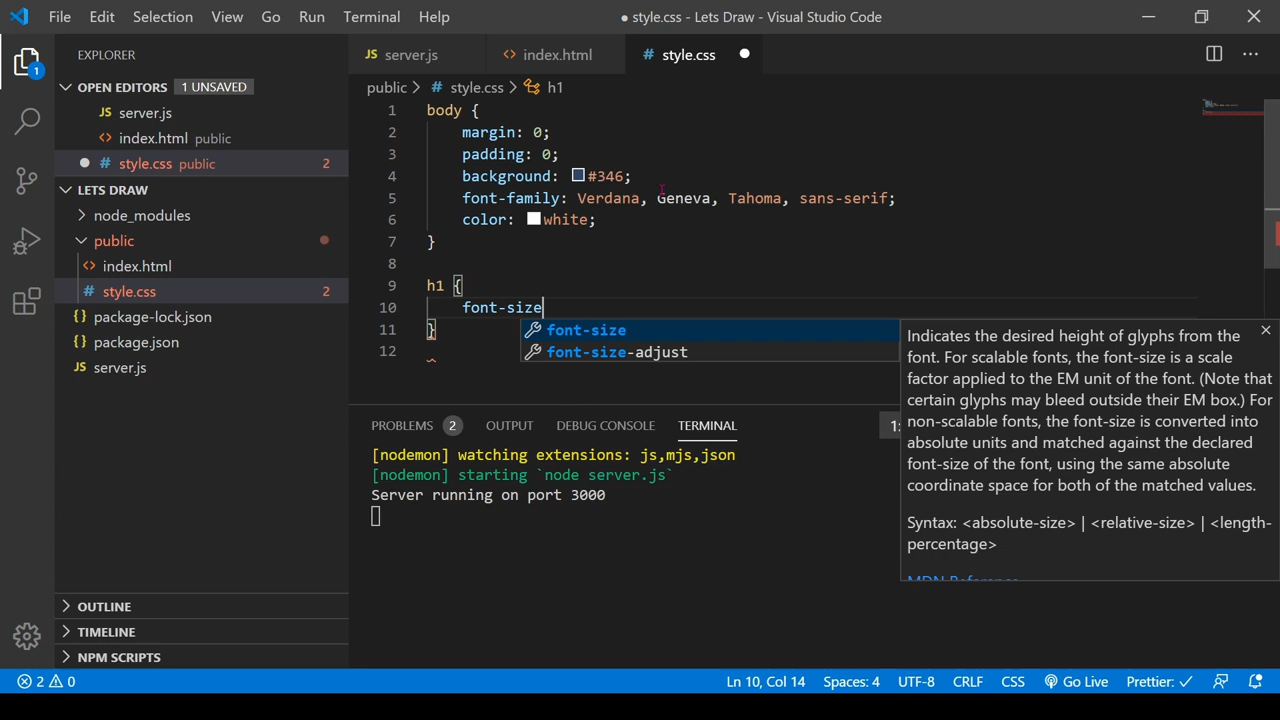 File Edit Selection View Go Run Terminal Help
● style.css - Lets Draw - Visual Studio Code
1
EXPLORER
OPEN EDITORS 1 UNSAVED
JS server.js
index.html public
# style.css public 2
LETS DRAW
node_modules
public
<> index.html
# style.css 2
{} package-lock.json
{} package.json
JS server.js
OUTLINE
TIMELINE
NPM SCRIPTS
JS server.js <> index.html # style.css ●
public > # style.css > h1
1 body {
2 margin: 0;
3 padding: 0;
4 background: #346;
5 font-family: Verdana, Geneva, Tahoma, sans-serif;
6 color: white;
7 }
8
9 h1 {
10 font-size
11 }
12
font-size
font-size-adjust
Indicates the desired height of glyphs from the
font. For scalable fonts, the font-size is a scale
factor applied to the EM unit of the font. (Note that
certain glyphs may bleed outside their EM box.) For
non-scalable fonts, the font-size is converted into
absolute units and matched against the declared
font-size of the font, using the same absolute
coordinate space for both of the matched values.
Syntax: <absolute-size> | <relative-size> | <length-
percentage>
MDN Reference
PROBLEMS 2 OUTPUT DEBUG CONSOLE TERMINAL 1:
[nodemon] watching extensions: js,mjs,json
[nodemon] starting `node server.js`
Server running on port 3000
2 0 Ln 10, Col 14 Spaces: 4 UTF-8 CRLF CSS Go Live Prettier: ✓